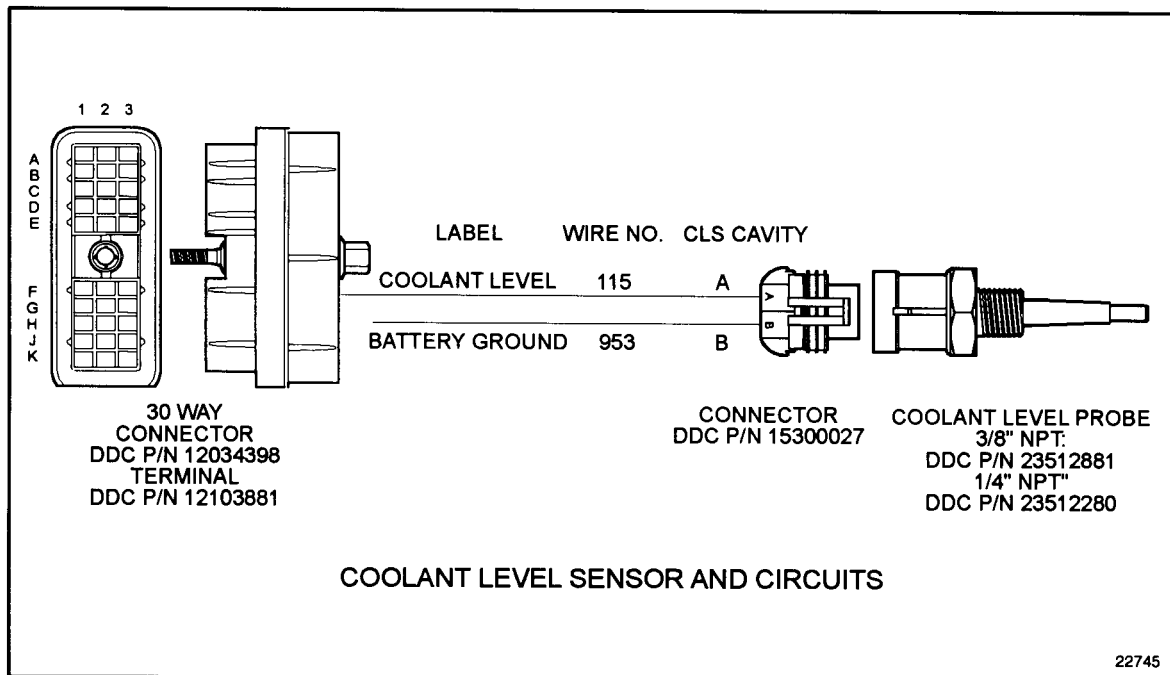 1 2 3
A
B
C
D
E
F
G
H
J
K
LABEL WIRE NO. CLS CAVITY
COOLANT LEVEL 115 A
BATTERY GROUND 953 B
A
B
30 WAY
CONNECTOR
DDC P/N 12034398
TERMINAL
DDC P/N 12103881
CONNECTOR
DDC P/N 15300027
COOLANT LEVEL PROBE
3/8" NPT:
DDC P/N 23512881
1/4" NPT"
DDC P/N 23512280
COOLANT LEVEL SENSOR AND CIRCUITS
22745